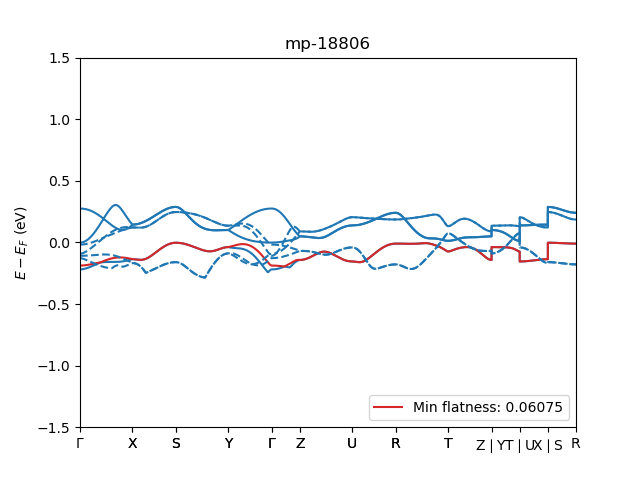 mp-18806
E − E_F (eV)
1.5
1.0
0.5
0.0
−0.5
−1.0
−1.5
Min flatness: 0.06075
Γ X S Y Γ Z U R T Z | YT | UX | S R